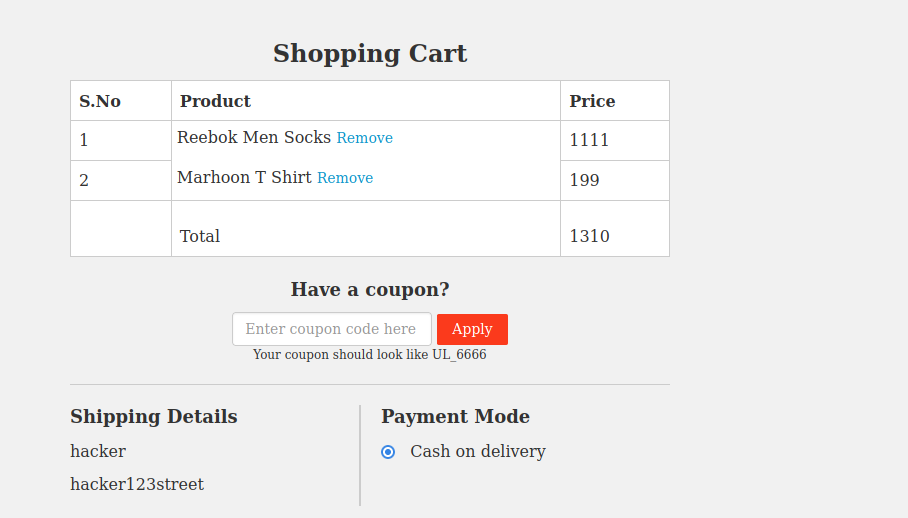 Shopping Cart
S.No Product Price
1 Reebok Men Socks Remove 1111
2 Marhoon T Shirt Remove 199
Total 1310
Have a coupon?
Enter coupon code here Apply
Your coupon should look like UL_6666
Shipping Details Payment Mode
hacker Cash on delivery
hacker123street